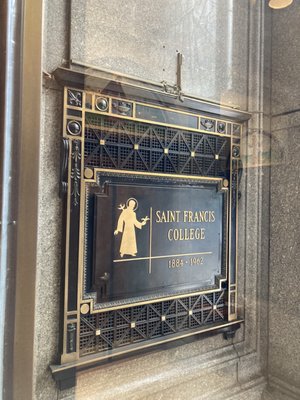 SAINT FRANCIS
COLLEGE
1884 - 1962